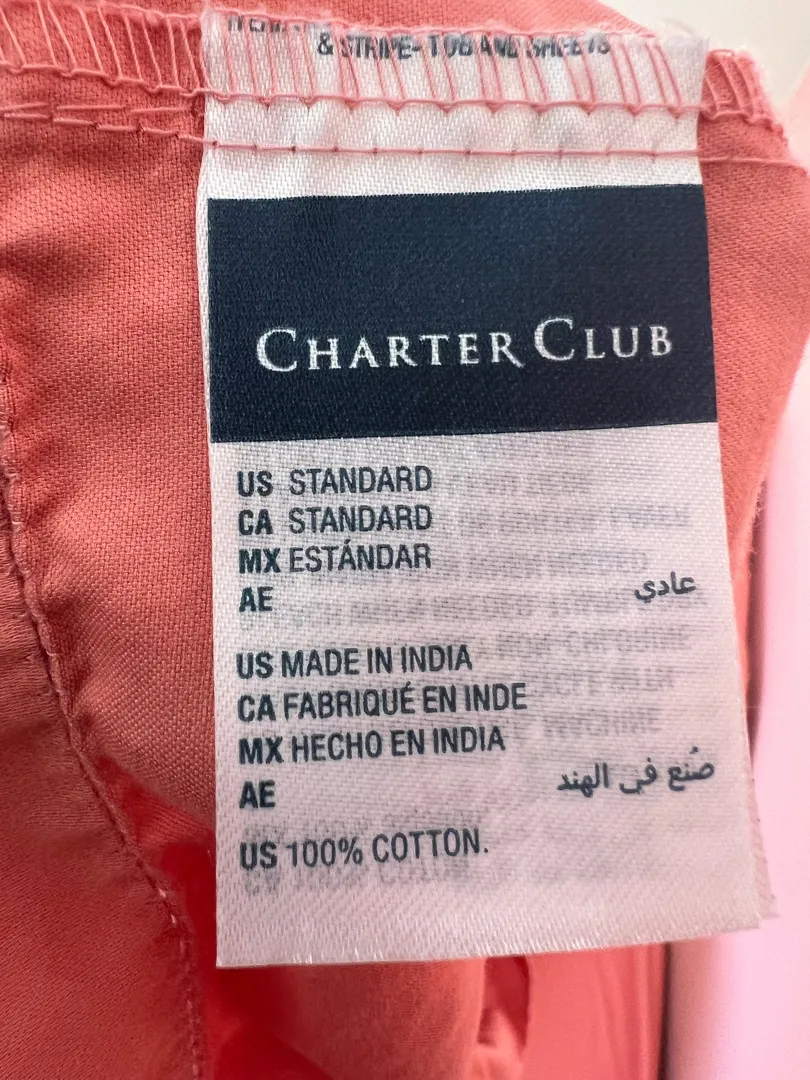 & STRIPE- TOB AND SHEETS
CHARTER CLUB
US STANDARD
CA STANDARD
MX ESTÁNDAR
AE عادي
US MADE IN INDIA
CA FABRIQUÉ EN INDE
MX HECHO EN INDIA
AE صُنع في الهند
US 100% COTTON.